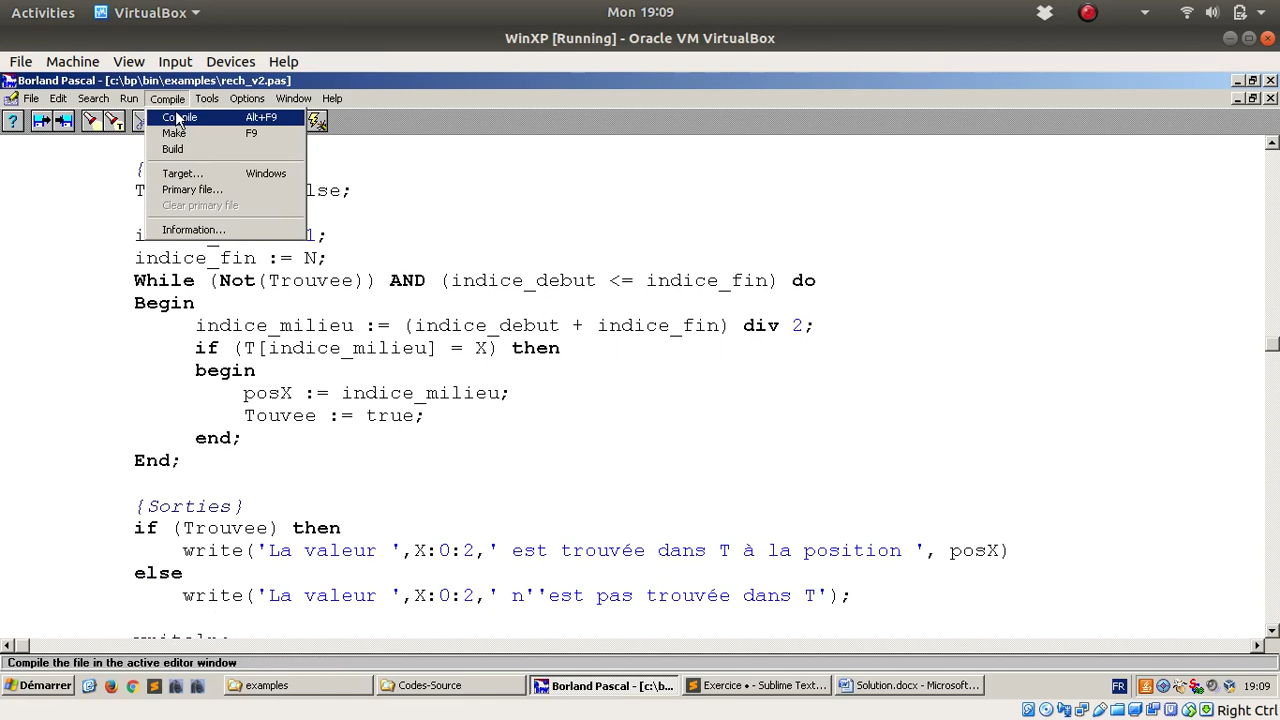 Activities VirtualBox Mon 19:09
WinXP [Running] - Oracle VM VirtualBox
File Machine View Input Devices Help
Borland Pascal - [c:\bp\bin\examples\rech_v2.pas]
File Edit Search Run Compile Tools Options Window Help
Compile Alt+F9
Make F9
Build
Target... Windows
Primary file...
Clear primary file
Information...
{
T lse;
i 1;
indice_fin := N;
While (Not(Trouvee)) AND (indice_debut <= indice_fin) do
Begin
indice_milieu := (indice_debut + indice_fin) div 2;
if (T[indice_milieu] = X) then
begin
posX := indice_milieu;
Touvee := true;
end;
End;
{Sorties}
if (Trouvee) then
write('La valeur ',X:0:2,' est trouvée dans T à la position ', posX)
else
write('La valeur ',X:0:2,' n''est pas trouvée dans T');
Compile the file in the active editor window
Démarrer examples Codes-Source Borland Pascal - [c:\b... Exercice • - Sublime Text... Solution.docx - Microsoft... FR 19:09
Right Ctrl